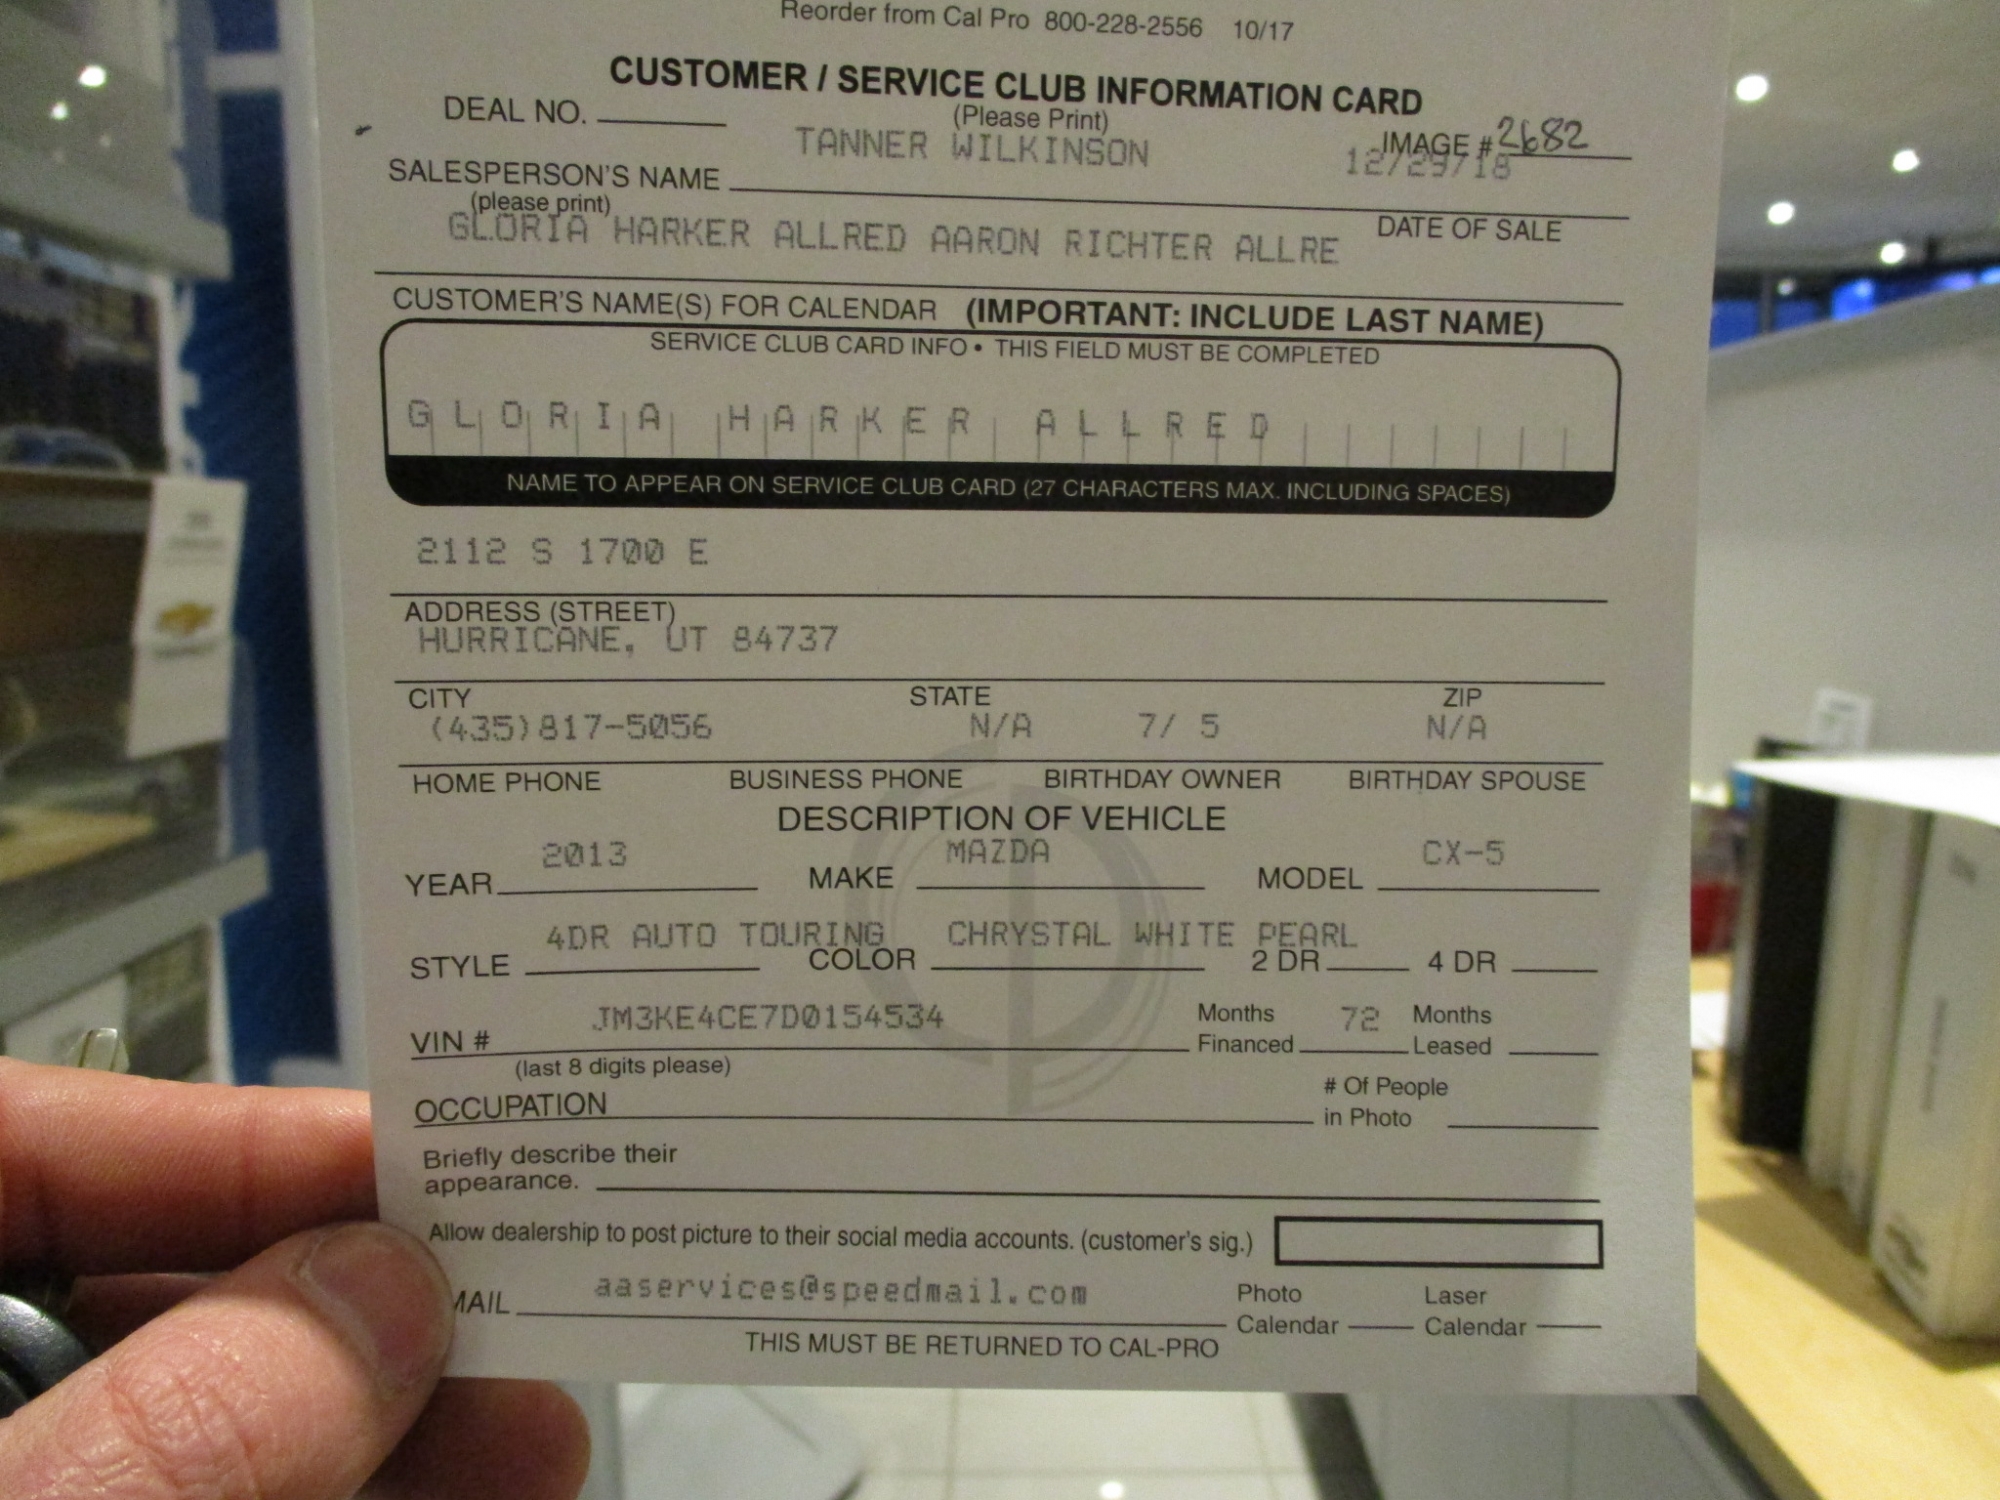 Reorder from Cal Pro 800-228-2556 10/17
CUSTOMER / SERVICE CLUB INFORMATION CARD
DEAL NO.
(Please Print)
IMAGE # 2682
TANNER WILKINSON
12/29/18
SALESPERSON'S NAME
(please print)
DATE OF SALE
GLORIA HARKER ALLRED AARON RICHTER ALLRE
CUSTOMER'S NAME(S) FOR CALENDAR (IMPORTANT: INCLUDE LAST NAME)
SERVICE CLUB CARD INFO • THIS FIELD MUST BE COMPLETED
GLORIA HARKER ALLRED
NAME TO APPEAR ON SERVICE CLUB CARD (27 CHARACTERS MAX. INCLUDING SPACES)
2112 S 1700 E
ADDRESS (STREET)
HURRICANE, UT 84737
CITY STATE ZIP
(435)817-5056 N/A 7/ 5 N/A
HOME PHONE BUSINESS PHONE BIRTHDAY OWNER BIRTHDAY SPOUSE
DESCRIPTION OF VEHICLE
2013 MAZDA CX-5
YEAR MAKE MODEL
4DR AUTO TOURING CHRYSTAL WHITE PEARL
STYLE COLOR 2 DR 4 DR
JM3KE4CE7D0154534
VIN #
Months Financed 72 Months Leased
(last 8 digits please)
OCCUPATION
# Of People in Photo
Briefly describe their
appearance.
Allow dealership to post picture to their social media accounts. (customer's sig.)
aaservices@speedmail.com
MAIL
Photo Calendar Laser Calendar
THIS MUST BE RETURNED TO CAL-PRO